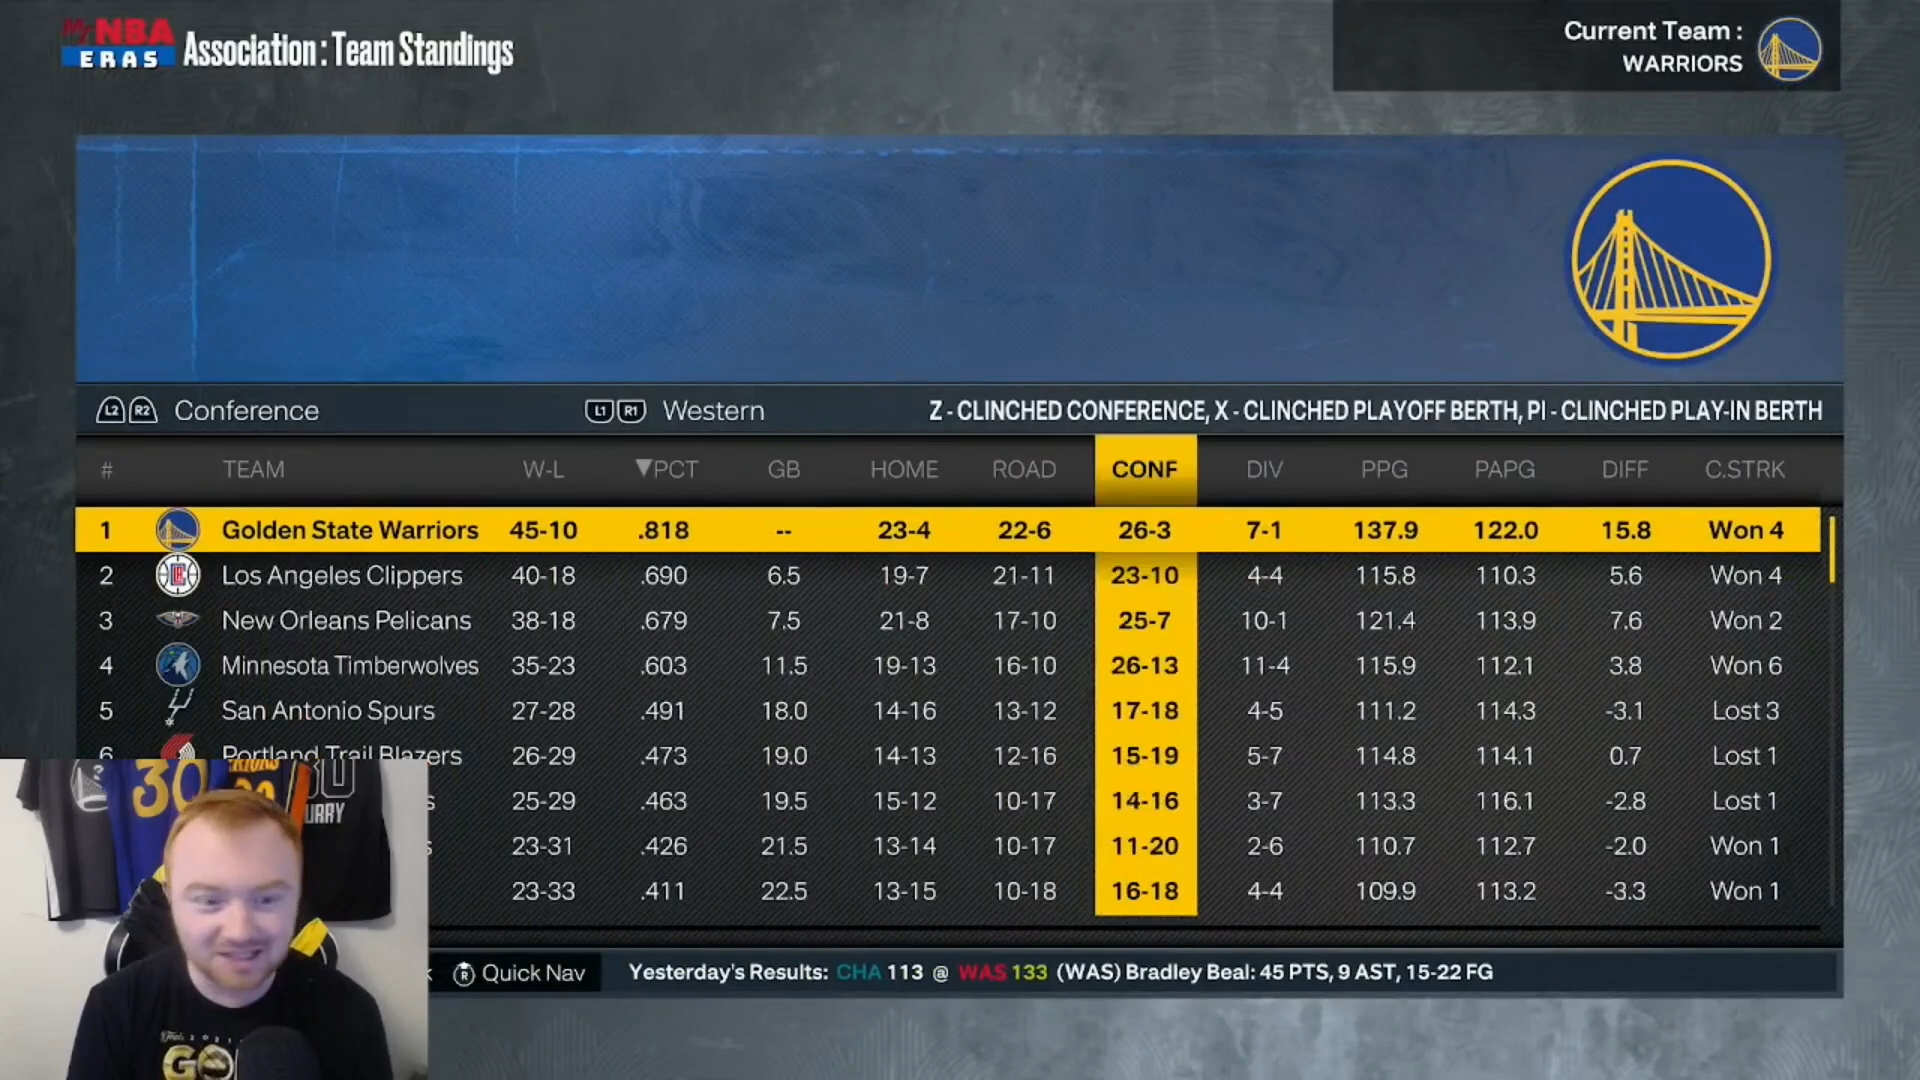 My NBA ERAS
Association : Team Standings
Current Team :
WARRIORS
L2 R2 Conference L1 R1 Western Z - CLINCHED CONFERENCE, X - CLINCHED PLAYOFF BERTH, PI - CLINCHED PLAY-IN BERTH
# TEAM W-L ▼PCT GB HOME ROAD CONF DIV PPG PAPG DIFF C.STRK
1 Golden State Warriors 45-10 .818 -- 23-4 22-6 26-3 7-1 137.9 122.0 15.8 Won 4
2 Los Angeles Clippers 40-18 .690 6.5 19-7 21-11 23-10 4-4 115.8 110.3 5.6 Won 4
3 New Orleans Pelicans 38-18 .679 7.5 21-8 17-10 25-7 10-1 121.4 113.9 7.6 Won 2
4 Minnesota Timberwolves 35-23 .603 11.5 19-13 16-10 26-13 11-4 115.9 112.1 3.8 Won 6
5 San Antonio Spurs 27-28 .491 18.0 14-16 13-12 17-18 4-5 111.2 114.3 -3.1 Lost 3
6 Portland Trail Blazers 26-29 .473 19.0 14-13 12-16 15-19 5-7 114.8 114.1 0.7 Lost 1
s 25-29 .463 19.5 15-12 10-17 14-16 3-7 113.3 116.1 -2.8 Lost 1
s 23-31 .426 21.5 13-14 10-17 11-20 2-6 110.7 112.7 -2.0 Won 1
23-33 .411 22.5 13-15 10-18 16-18 4-4 109.9 113.2 -3.3 Won 1
R Quick Nav Yesterday's Results: CHA 113 @ WAS 133 (WAS) Bradley Beal: 45 PTS, 9 AST, 15-22 FG
30